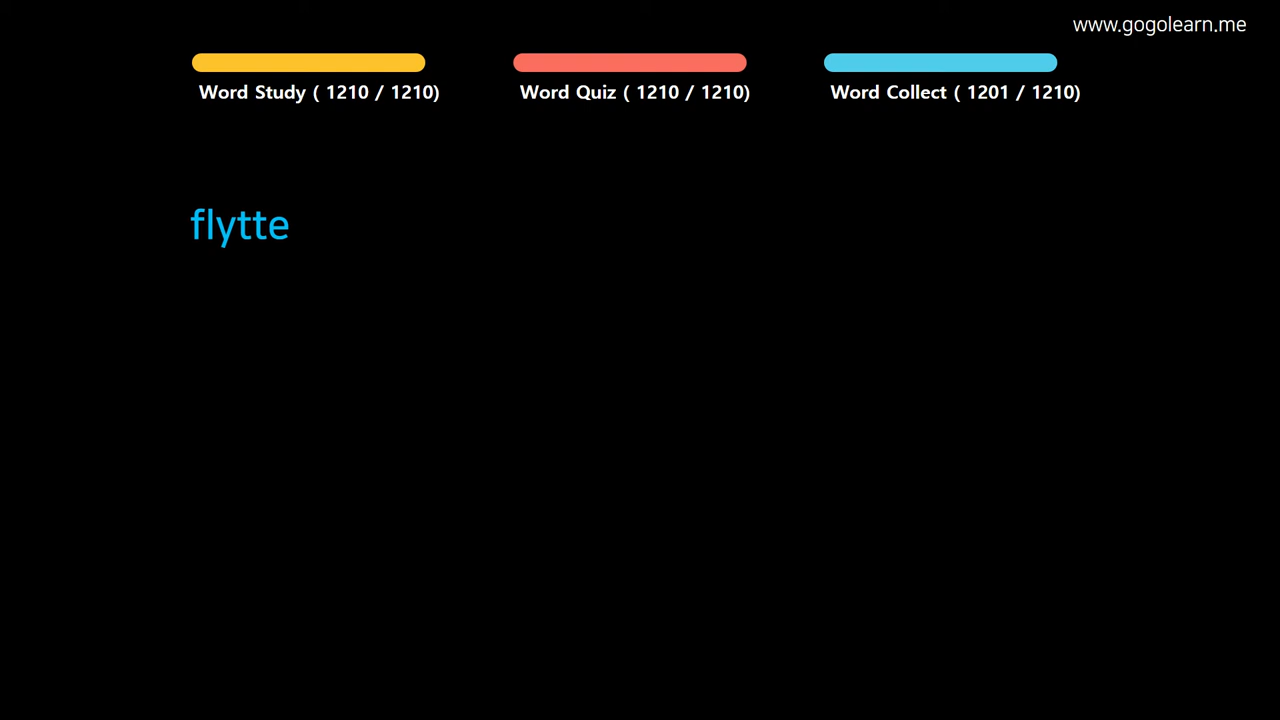 www.gogolearn.me
Word Study ( 1210 / 1210)
Word Quiz ( 1210 / 1210)
Word Collect ( 1201 / 1210)
flytte